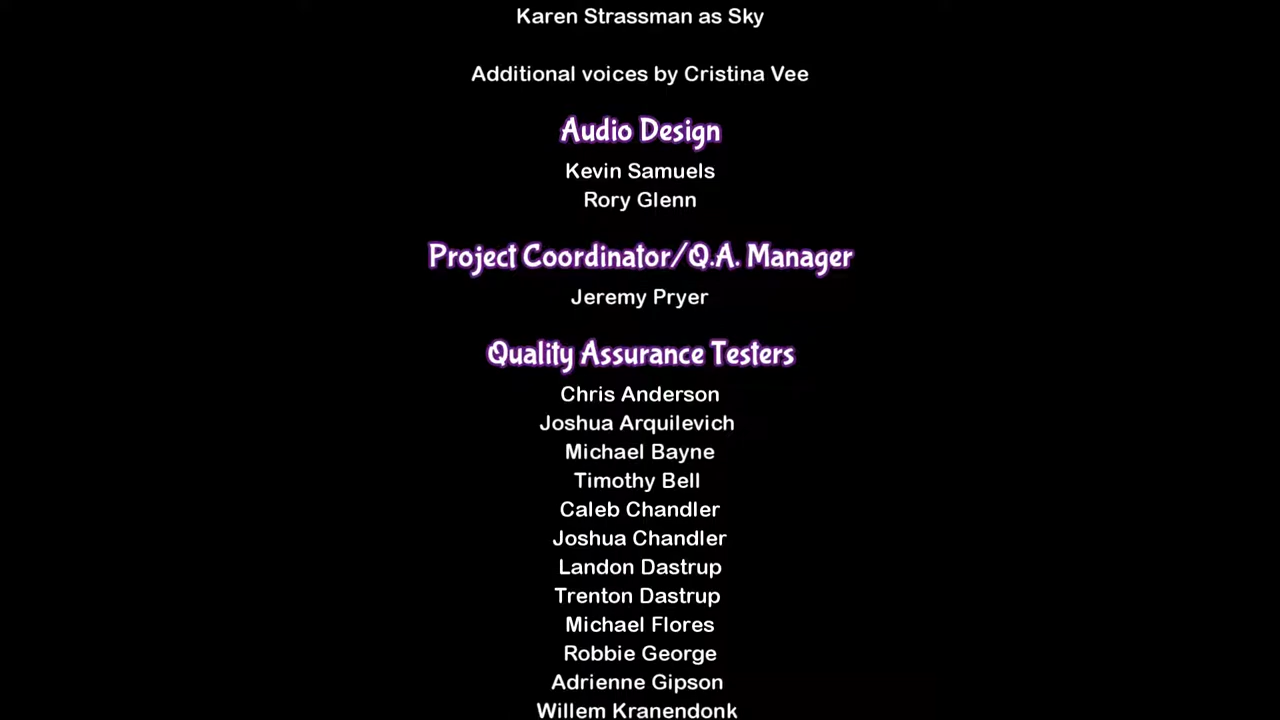 Karen Strassman as Sky
Additional voices by Cristina Vee
Audio Design
Kevin Samuels
Rory Glenn
Project Coordinator/Q.A. Manager
Jeremy Pryer
Quality Assurance Testers
Chris Anderson
Joshua Arquilevich
Michael Bayne
Timothy Bell
Caleb Chandler
Joshua Chandler
Landon Dastrup
Trenton Dastrup
Michael Flores
Robbie George
Adrienne Gipson
Willem Kranendonk